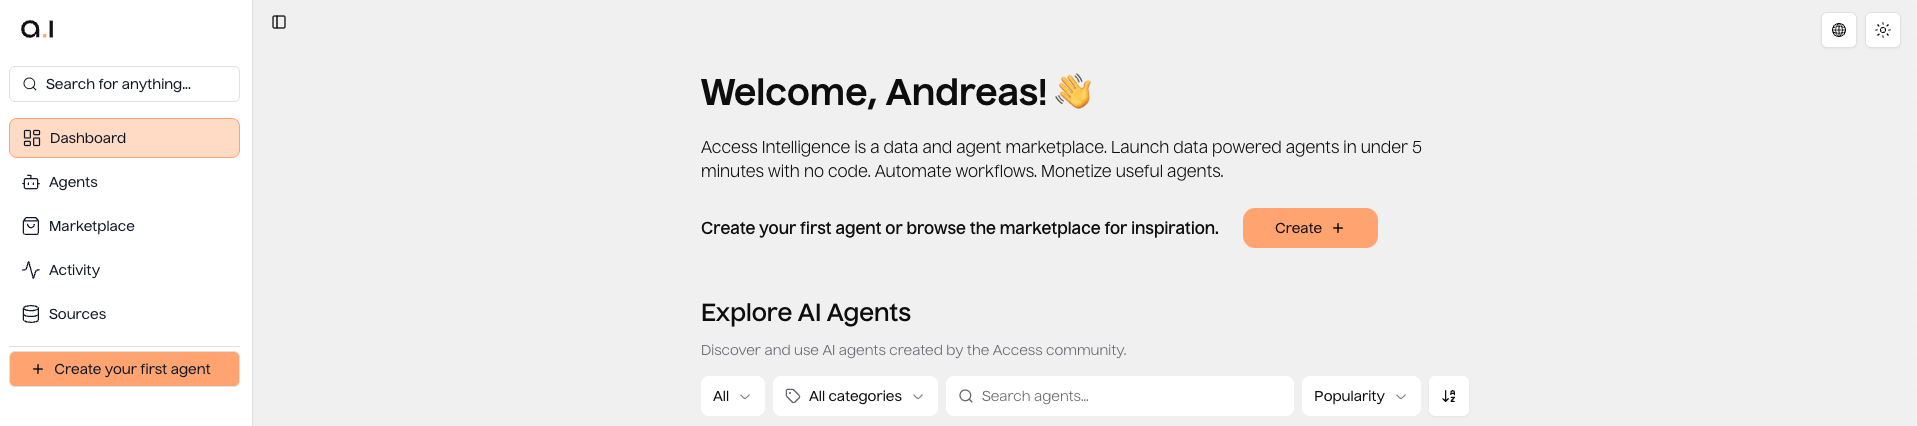 a.i
Search for anything...
Dashboard
Agents
Marketplace
Activity
Sources
Create your first agent
Welcome, Andreas! 👋
Access Intelligence is a data and agent marketplace. Launch data powered agents in under 5
minutes with no code. Automate workflows. Monetize useful agents.
Create your first agent or browse the marketplace for inspiration.
Create
Explore AI Agents
Discover and use AI agents created by the Access community.
All
All categories
Search agents...
Popularity